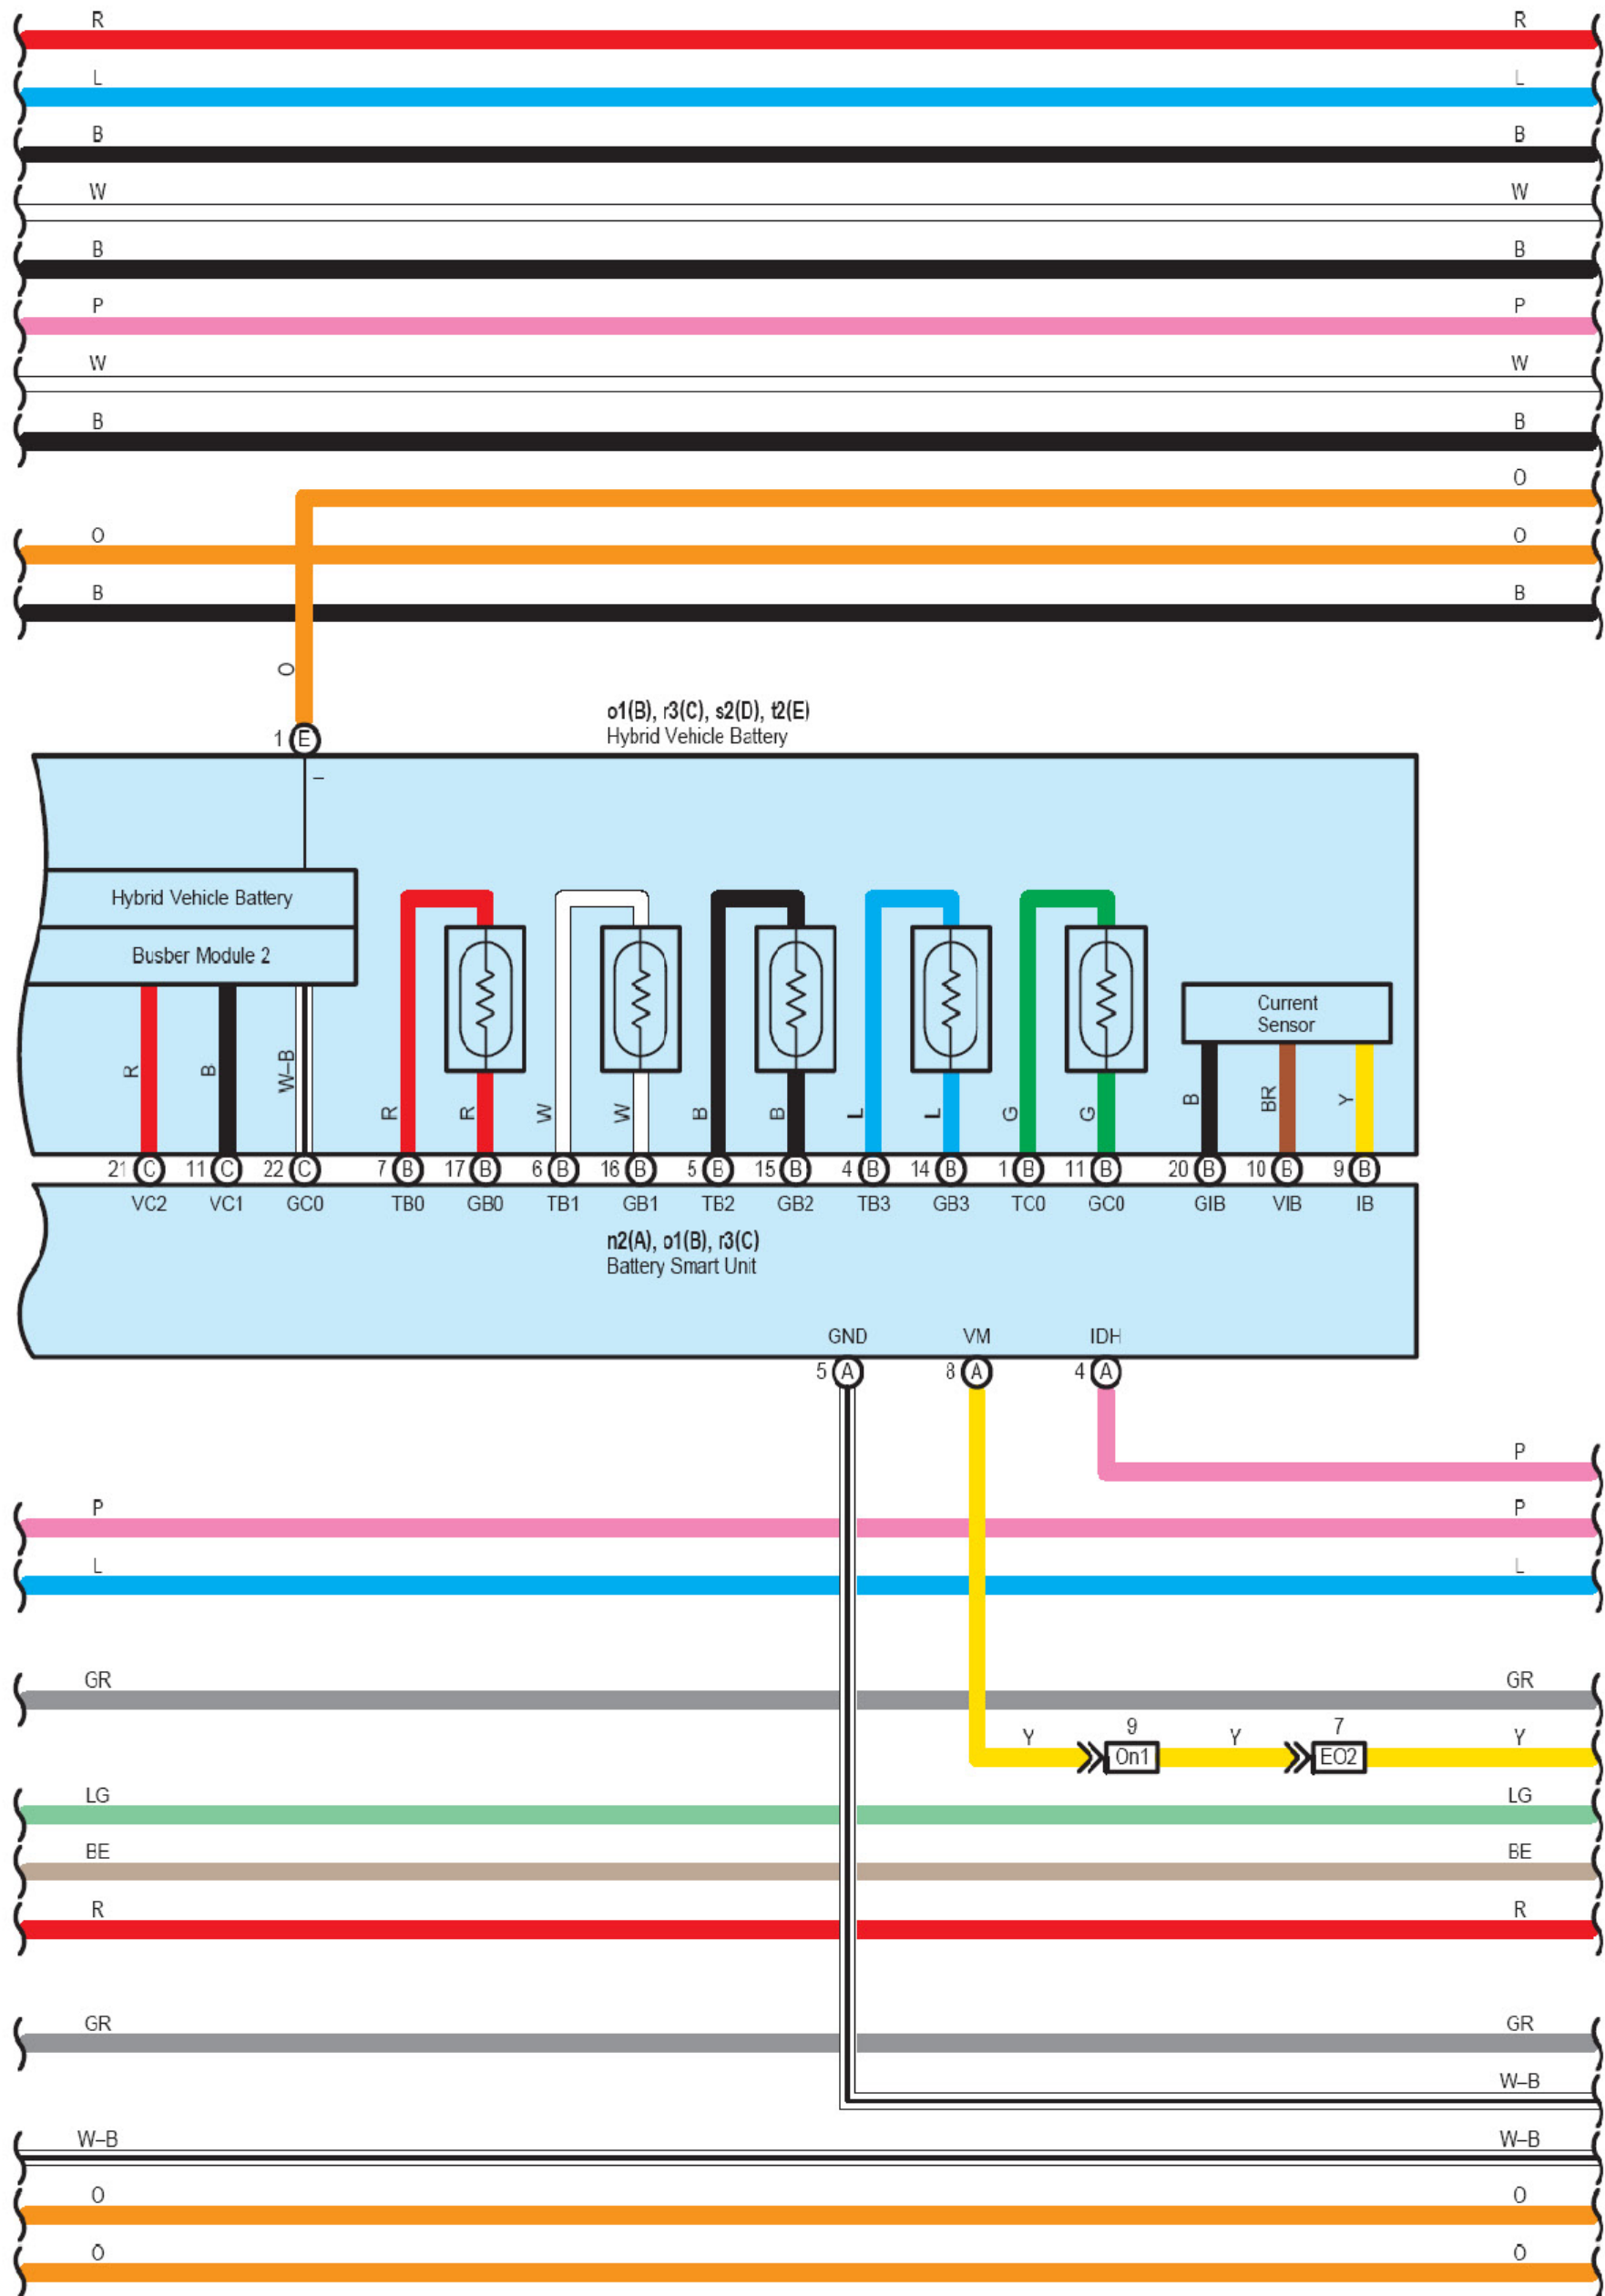 R R
L L
B B
W W
B B
P P
W W
B B
O
O O
B B
O
o1(B), r3(C), s2(D), t2(E)
1 E Hybrid Vehicle Battery
–
Hybrid Vehicle Battery
Busber Module 2
Current
Sensor
R B W–B R R W W B B L L G G B BR Y
21 C 11 C 22 C 7 B 17 B 6 B 16 B 5 B 15 B 4 B 14 B 1 B 11 B 20 B 10 B 9 B
VC2 VC1 GC0 TB0 GB0 TB1 GB1 TB2 GB2 TB3 GB3 TC0 GC0 GIB VIB IB
n2(A), o1(B), r3(C)
Battery Smart Unit
GND VM IDH
5 A 8 A 4 A
P
P P
L L
GR GR
9 7
Y Y Y
On1 EO2
LG LG
BE BE
R R
GR GR
W–B
W–B W–B
O O
O O